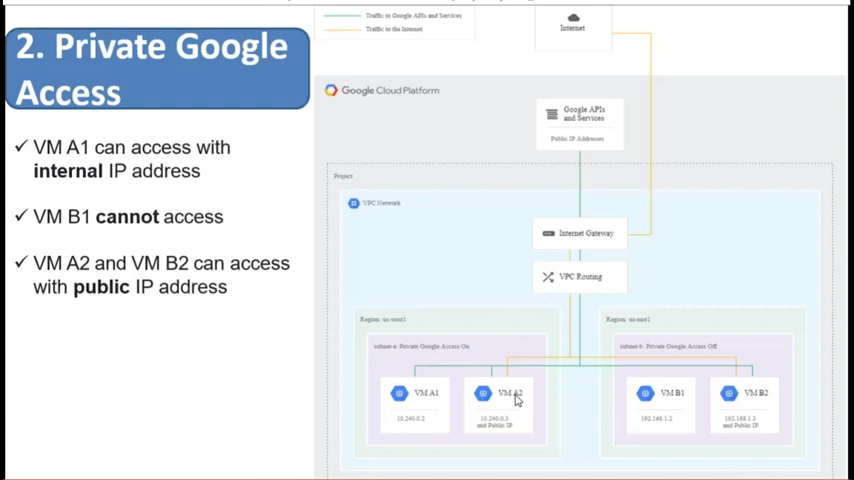 2. Private Google
Access
✓ VM A1 can access with
internal IP address
✓ VM B1 cannot access
✓ VM A2 and VM B2 can access
with public IP address
Traffic to Google APIs and Services
Traffic to the Internet
Internet
Google Cloud Platform
Google APIs
and Services
Public IP Addresses
Project
VPC Network
Internet Gateway
VPC Routing
Region: us-west1
subnet-a: Private Google Access On
VM A1
10.240.0.2
VM A2
10.240.0.3
and Public IP
Region: us-east1
subnet-b: Private Google Access Off
VM B1
192.168.1.2
VM B2
192.168.1.3
and Public IP